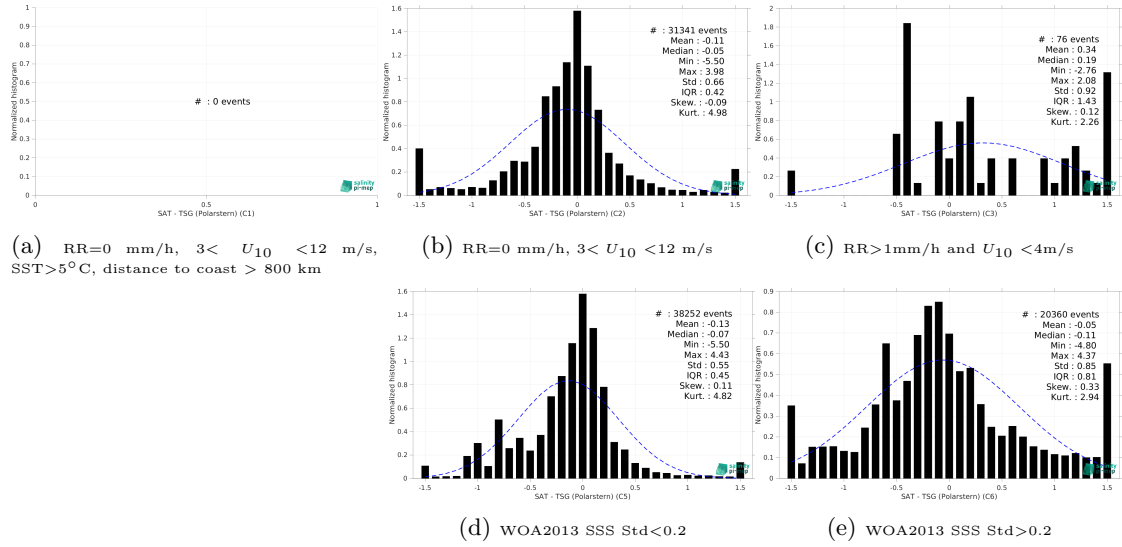 1
0.9
0.8
0.7
0.6
0.5
0.4
0.3
0.2
0.1
0
Normalized histogram
# : 0 events
0 0.5 1
SAT - TSG (Polarstern) (C1)
salinity
pi-mep
(a) RR=0 mm/h, 3< U10 <12 m/s,
SST>5°C, distance to coast > 800 km
1.6
1.4
1.2
1
0.8
0.6
0.4
0.2
0
Normalized histogram
# : 31341 events
Mean : -0.11
Median : -0.05
Min : -5.50
Max : 3.98
Std : 0.66
IQR : 0.42
Skew. : -0.09
Kurt. : 4.98
-1.5 -1 -0.5 0 0.5 1 1.5
SAT - TSG (Polarstern) (C2)
salinity
pi-mep
(b) RR=0 mm/h, 3< U10 <12 m/s
2
1.8
1.6
1.4
1.2
1
0.8
0.6
0.4
0.2
0
Normalized histogram
# : 76 events
Mean : 0.34
Median : 0.19
Min : -2.76
Max : 2.08
Std : 0.92
IQR : 1.43
Skew. : 0.12
Kurt. : 2.26
-1.5 -1 -0.5 0 0.5 1 1.5
SAT - TSG (Polarstern) (C3)
salinity
pi-mep
(c) RR>1mm/h and U10 <4m/s
1.6
1.4
1.2
1
0.8
0.6
0.4
0.2
0
Normalized histogram
# : 38252 events
Mean : -0.13
Median : -0.07
Min : -5.50
Max : 4.43
Std : 0.55
IQR : 0.45
Skew. : 0.11
Kurt. : 4.82
-1.5 -1 -0.5 0 0.5 1 1.5
SAT - TSG (Polarstern) (C5)
salinity
pi-mep
(d) WOA2013 SSS Std<0.2
0.9
0.8
0.7
0.6
0.5
0.4
0.3
0.2
0.1
0
Normalized histogram
# : 20360 events
Mean : -0.05
Median : -0.11
Min : -4.80
Max : 4.37
Std : 0.85
IQR : 0.81
Skew. : 0.33
Kurt. : 2.94
-1.5 -1 -0.5 0 0.5 1 1.5
SAT - TSG (Polarstern) (C6)
salinity
pi-mep
(e) WOA2013 SSS Std>0.2